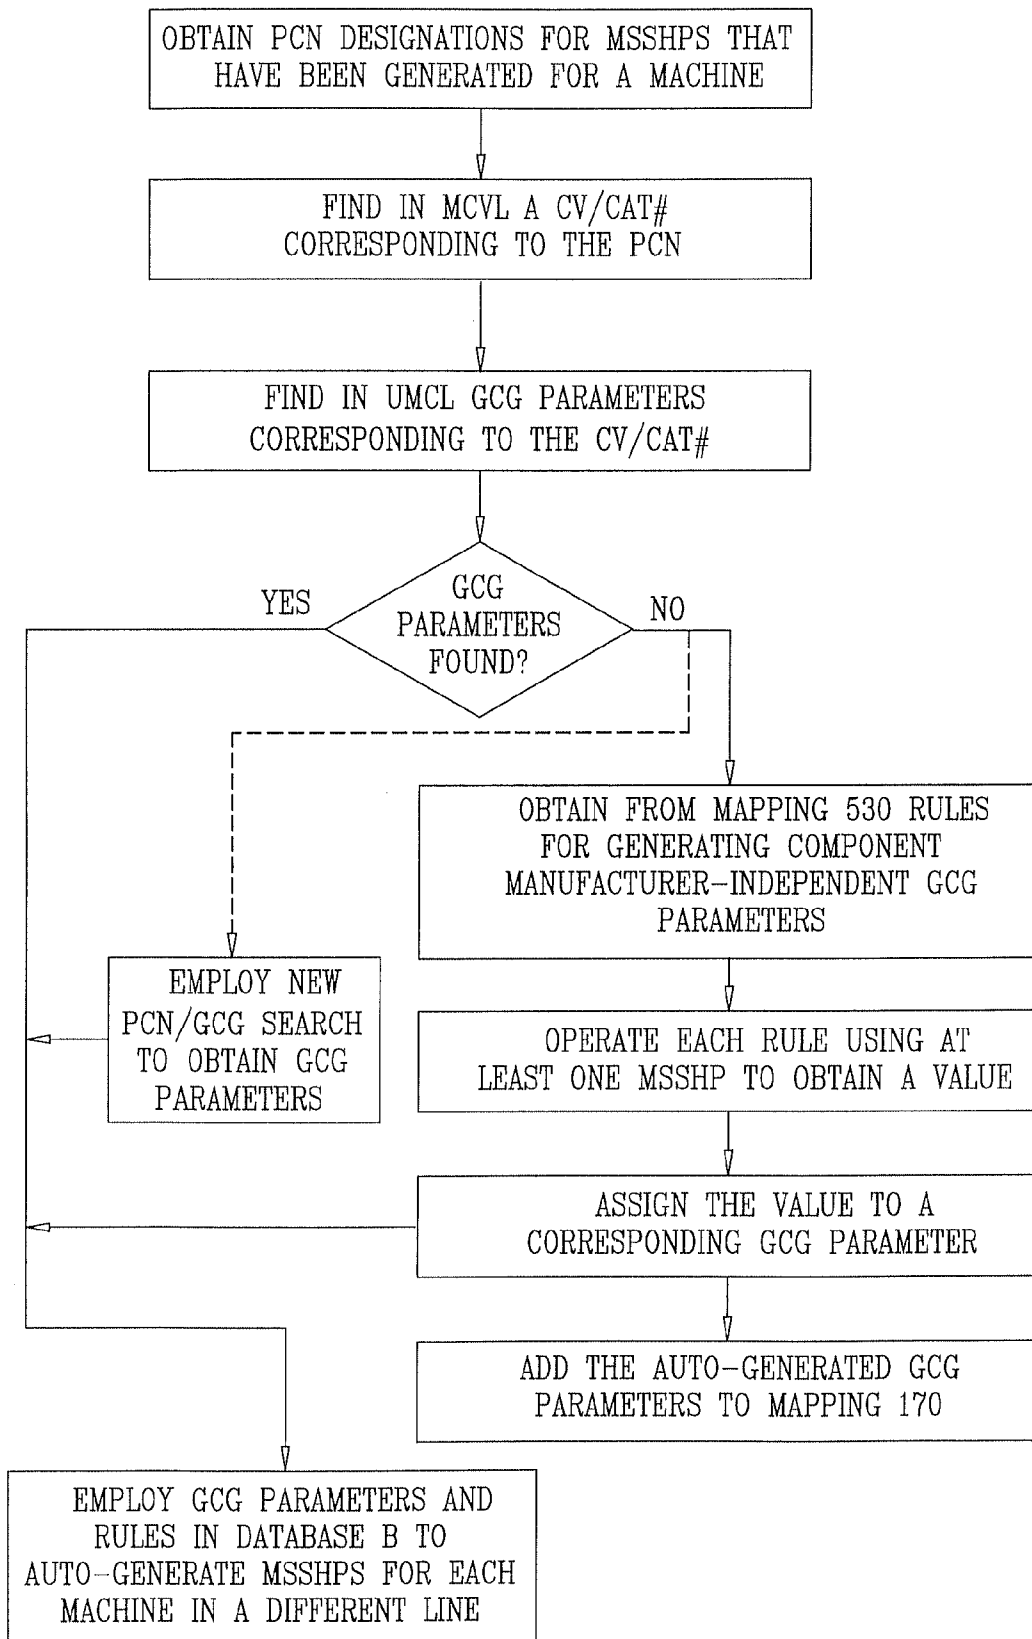 OBTAIN PCN DESIGNATIONS FOR MSSHPS THAT
HAVE BEEN GENERATED FOR A MACHINE
FIND IN MCVL A CV/CAT#
CORRESPONDING TO THE PCN
FIND IN UMCL GCG PARAMETERS
CORRESPONDING TO THE CV/CAT#
GCG
PARAMETERS
FOUND?
YES
NO
OBTAIN FROM MAPPING 530 RULES
FOR GENERATING COMPONENT
MANUFACTURER-INDEPENDENT GCG
PARAMETERS
EMPLOY NEW
PCN/GCG SEARCH
TO OBTAIN GCG
PARAMETERS
OPERATE EACH RULE USING AT
LEAST ONE MSSHP TO OBTAIN A VALUE
ASSIGN THE VALUE TO A
CORRESPONDING GCG PARAMETER
ADD THE AUTO-GENERATED GCG
PARAMETERS TO MAPPING 170
EMPLOY GCG PARAMETERS AND
RULES IN DATABASE B TO
AUTO-GENERATE MSSHPS FOR EACH
MACHINE IN A DIFFERENT LINE